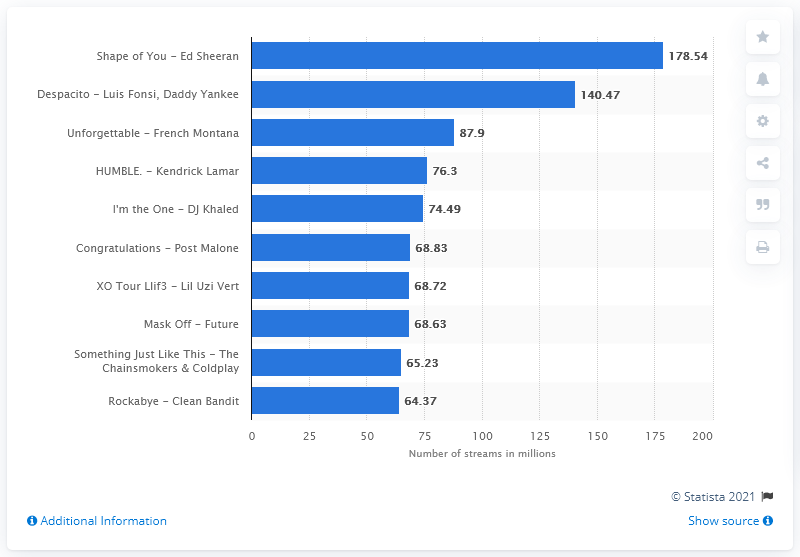 Shape of You – Ed Sheeran 178.54
Despacito – Luis Fonsi, Daddy Yankee 140.47
Unforgettable – French Montana 87.9
HUMBLE. – Kendrick Lamar 76.3
I'm the One – DJ Khaled 74.49
Congratulations – Post Malone 68.83
XO Tour Llif3 – Lil Uzi Vert 68.72
Mask Off – Future 68.63
Something Just Like This – The
Chainsmokers & Coldplay 65.23
Rockabye – Clean Bandit 64.37
0 25 50 75 100 125 150 175 200
Number of streams in millions
© Statista 2021
Additional Information
Show source